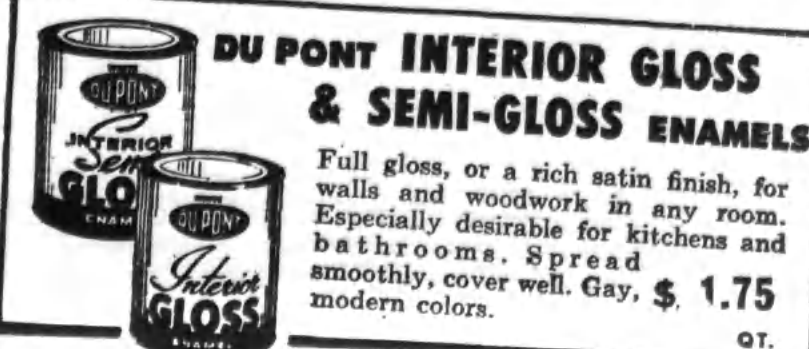 DU PONT INTERIOR GLOSS
& SEMI-GLOSS ENAMELS
DU PONT
INTERIOR
Semi
GLO
ENAM
DU PONT
Interior
GLOSS
ENAMEL
Full gloss, or a rich satin finish, for
walls and woodwork in any room.
Especially desirable for kitchens and
bathrooms. Spread
smoothly, cover well. Gay,
modern colors.
$ 1.75
QT.